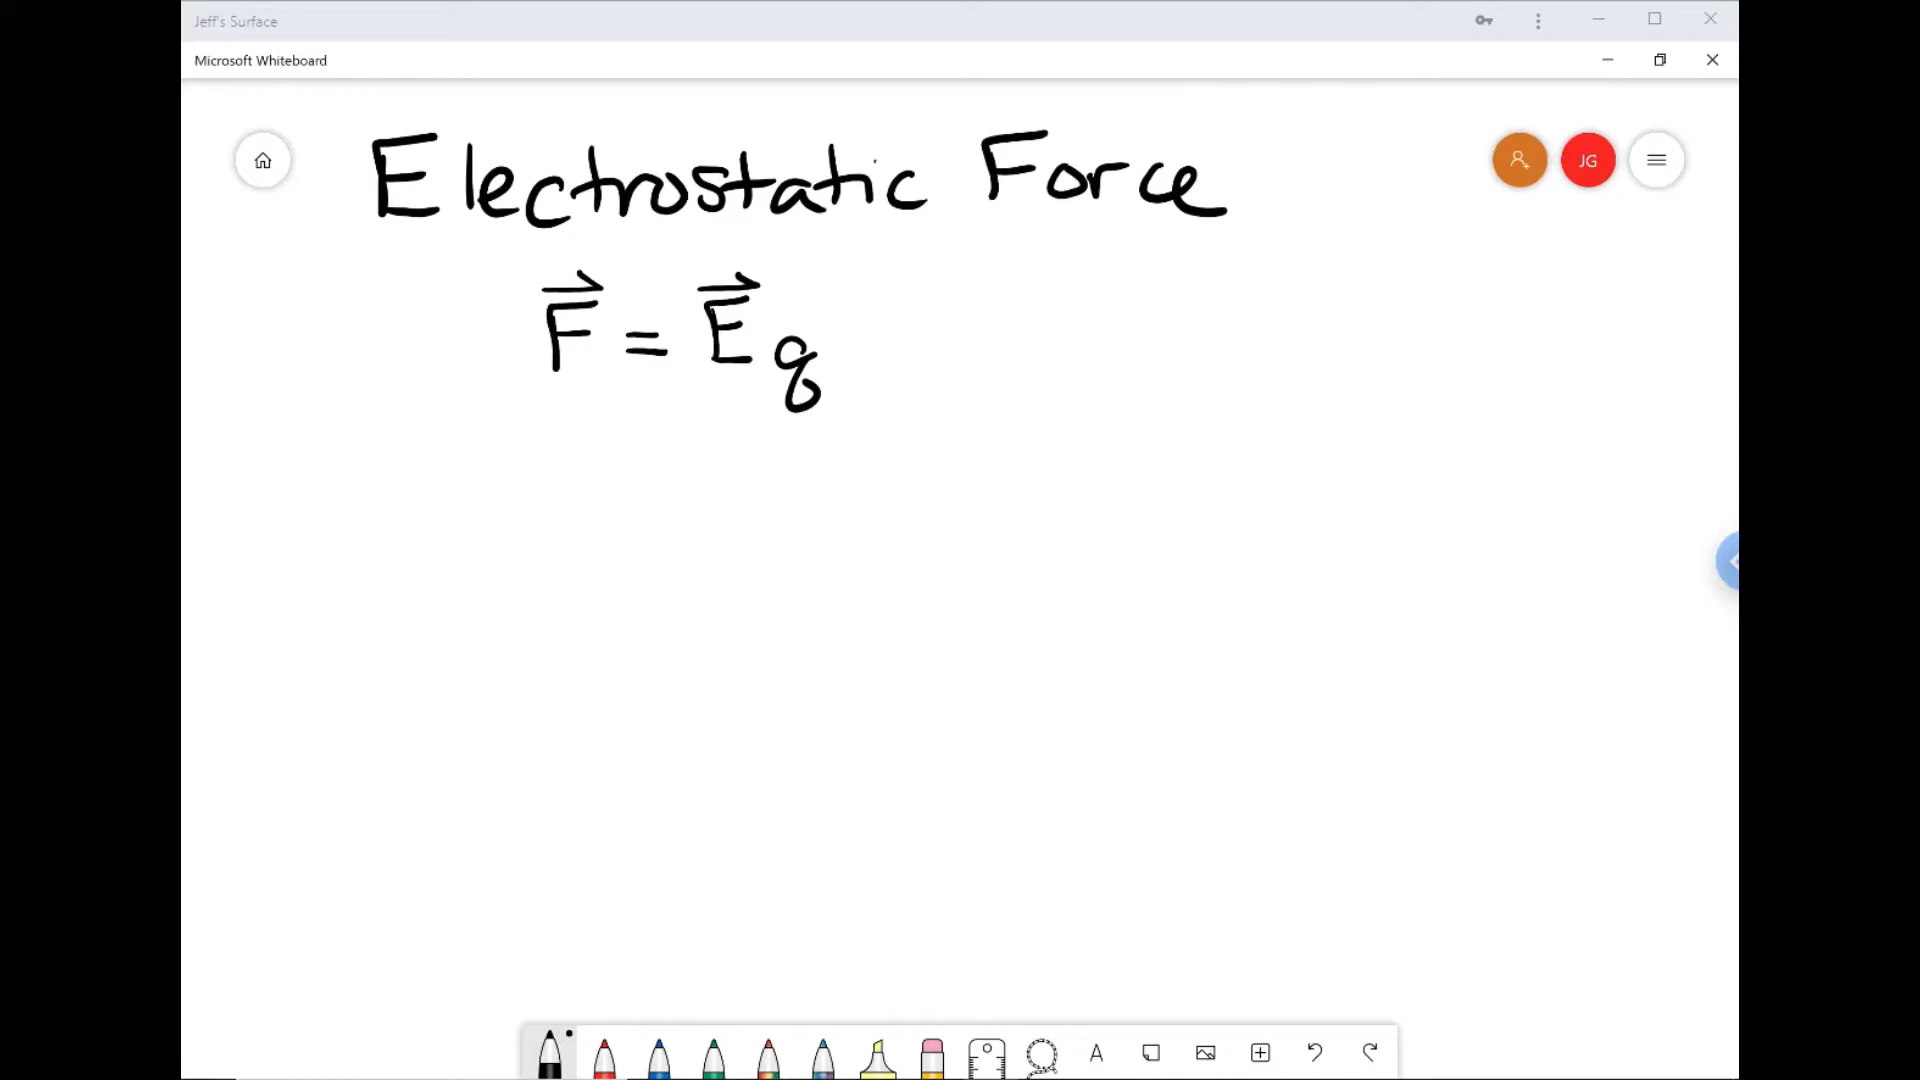 Jeff's Surface
Microsoft Whiteboard
Electrostatic Force
JG
F⃗ = E⃗q
A